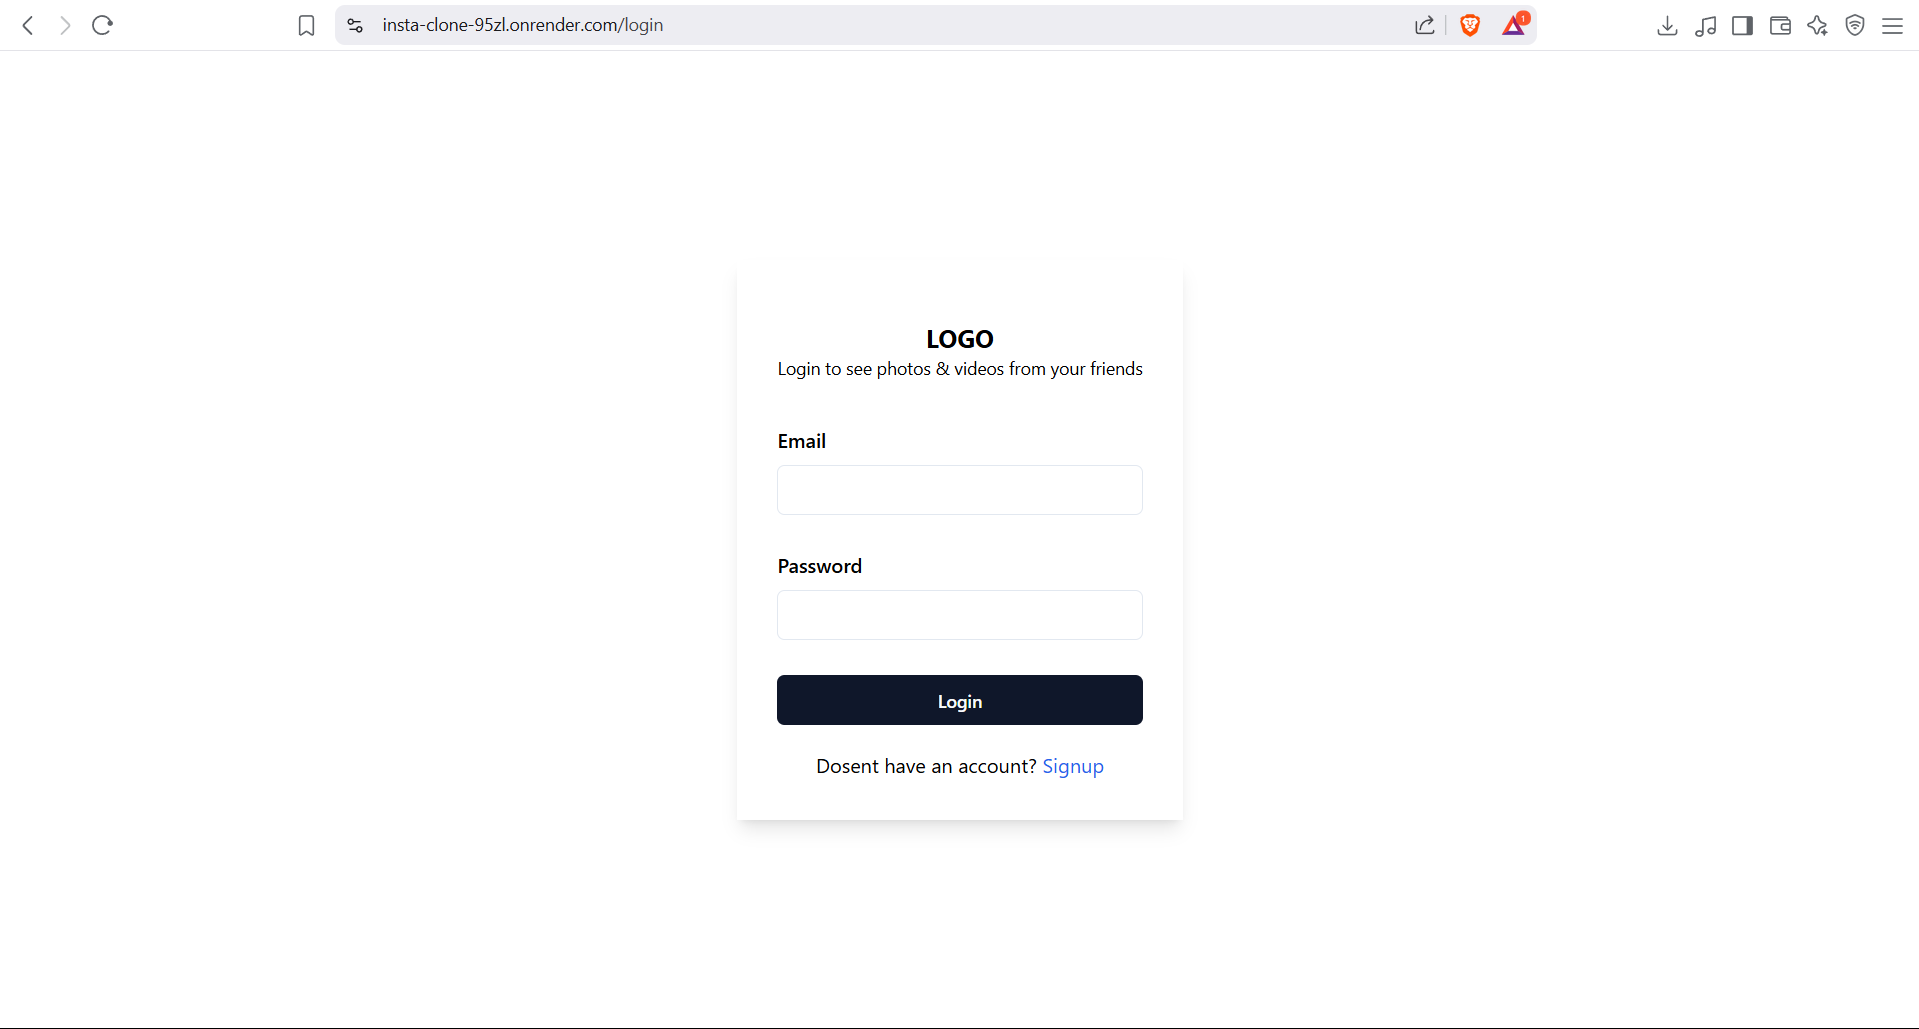 insta-clone-95zl.onrender.com/login
1
LOGO
Login to see photos & videos from your friends
Email
Password
Login
Dosent have an account? Signup